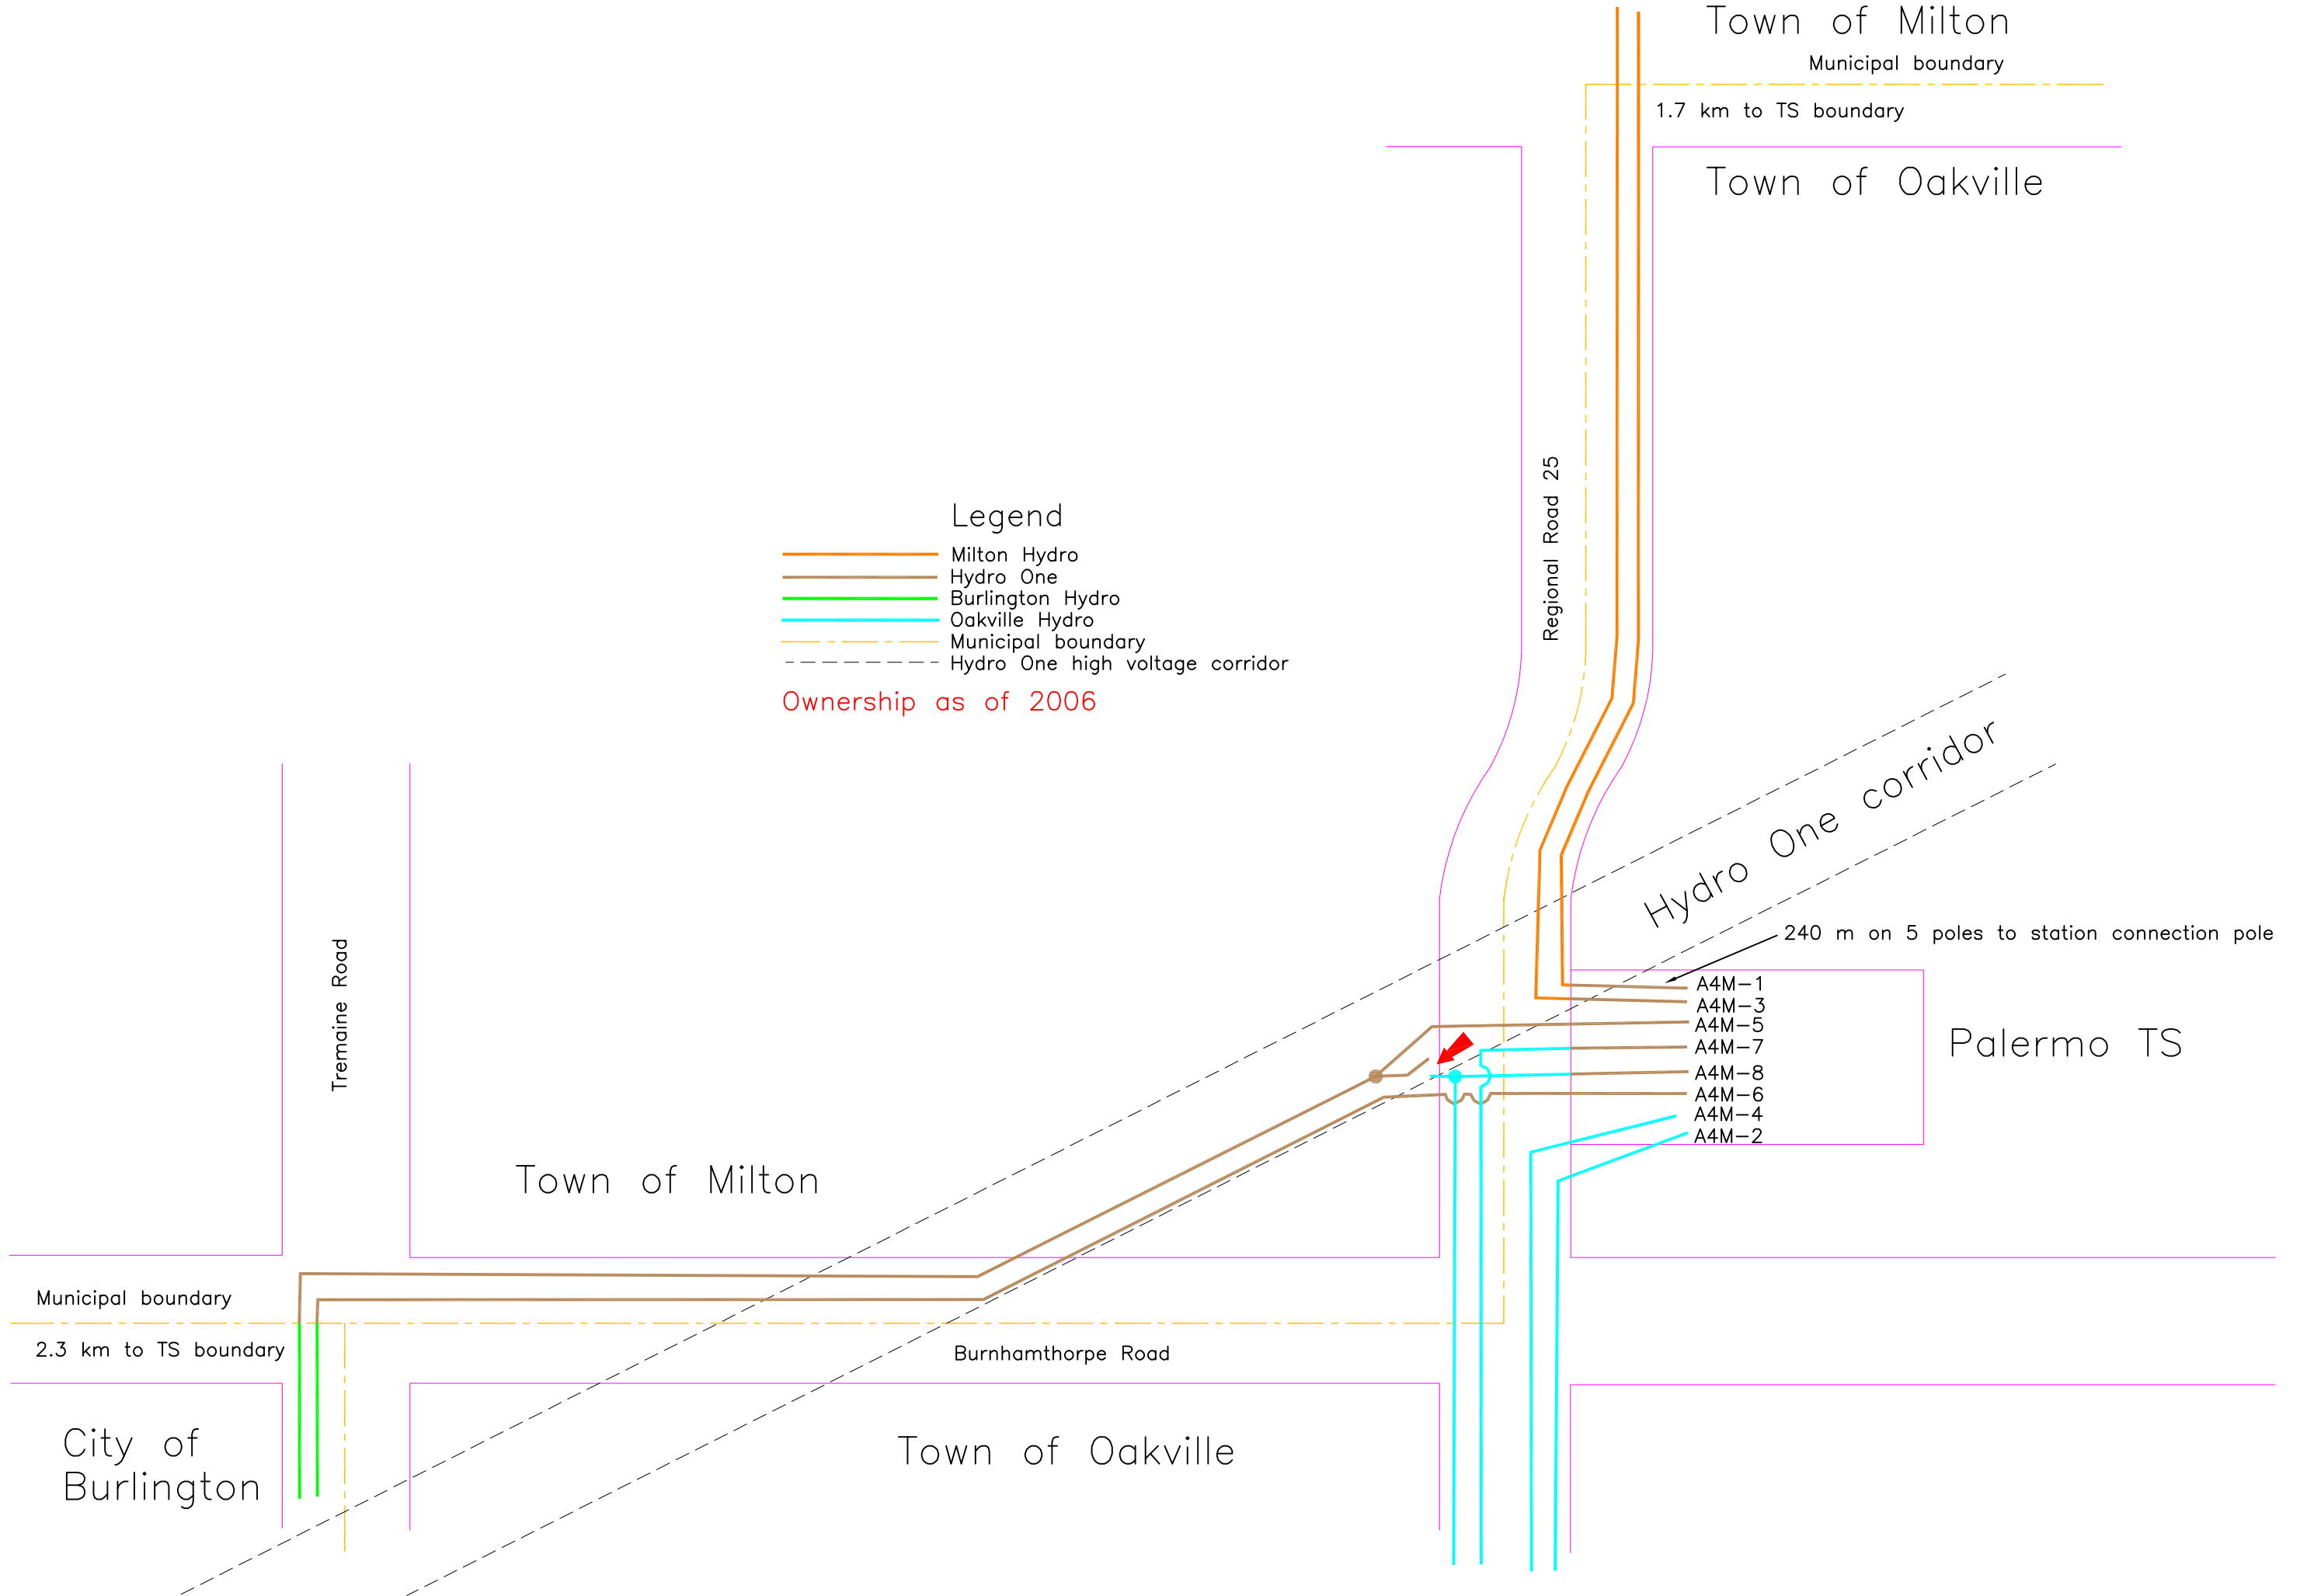 Town of Milton
Municipal boundary
1.7 km to TS boundary
Town of Oakville
Regional Road 25
Legend
Milton Hydro
Hydro One
Burlington Hydro
Oakville Hydro
Municipal boundary
Hydro One high voltage corridor
Ownership as of 2006
Hydro One corridor
240 m on 5 poles to station connection pole
A4M-1
A4M-3
A4M-5
A4M-7
A4M-8
A4M-6
A4M-4
A4M-2
Palermo TS
Tremaine Road
Town of Milton
Municipal boundary
2.3 km to TS boundary
Burnhamthorpe Road
City of
Burlington
Town of Oakville